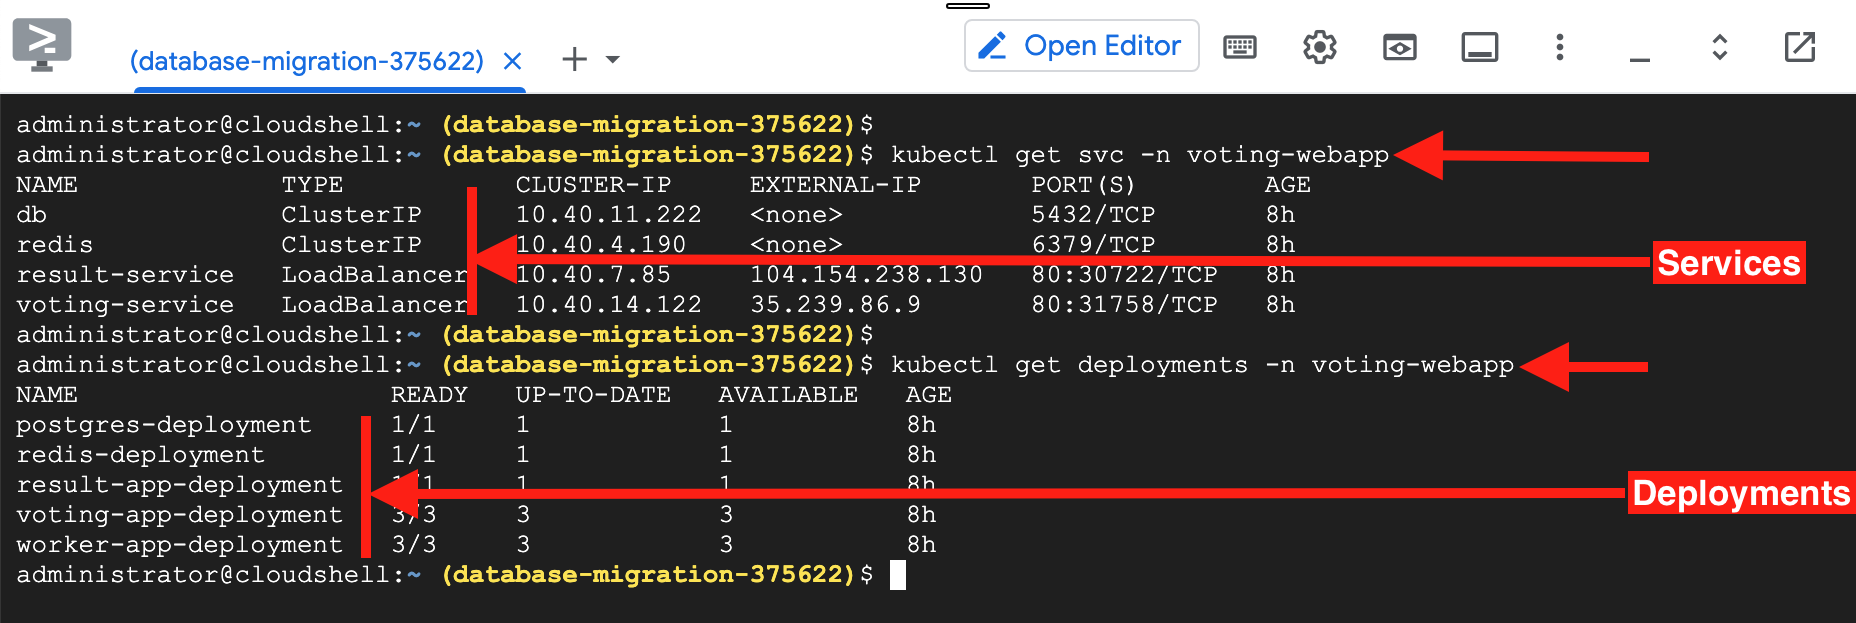 (database-migration-375622)
Open Editor
administrator@cloudshell:~ (database-migration-375622)$
administrator@cloudshell:~ (database-migration-375622)$ kubectl get svc -n voting-webapp
NAME TYPE CLUSTER-IP EXTERNAL-IP PORT(S) AGE
db ClusterIP 10.40.11.222 <none> 5432/TCP 8h
redis ClusterIP 10.40.4.190 <none> 6379/TCP 8h
Services
result-service LoadBalancer 10.40.7.85 104.154.238.130 80:30722/TCP 8h
voting-service LoadBalancer 10.40.14.122 35.239.86.9 80:31758/TCP 8h
administrator@cloudshell:~ (database-migration-375622)$
administrator@cloudshell:~ (database-migration-375622)$ kubectl get deployments -n voting-webapp
NAME READY UP-TO-DATE AVAILABLE AGE
postgres-deployment 1/1 1 1 8h
redis-deployment 1/1 1 1 8h
result-app-deployment 1/1 1 1 8h
Deployments
voting-app-deployment 3/3 3 3 8h
worker-app-deployment 3/3 3 3 8h
administrator@cloudshell:~ (database-migration-375622)$